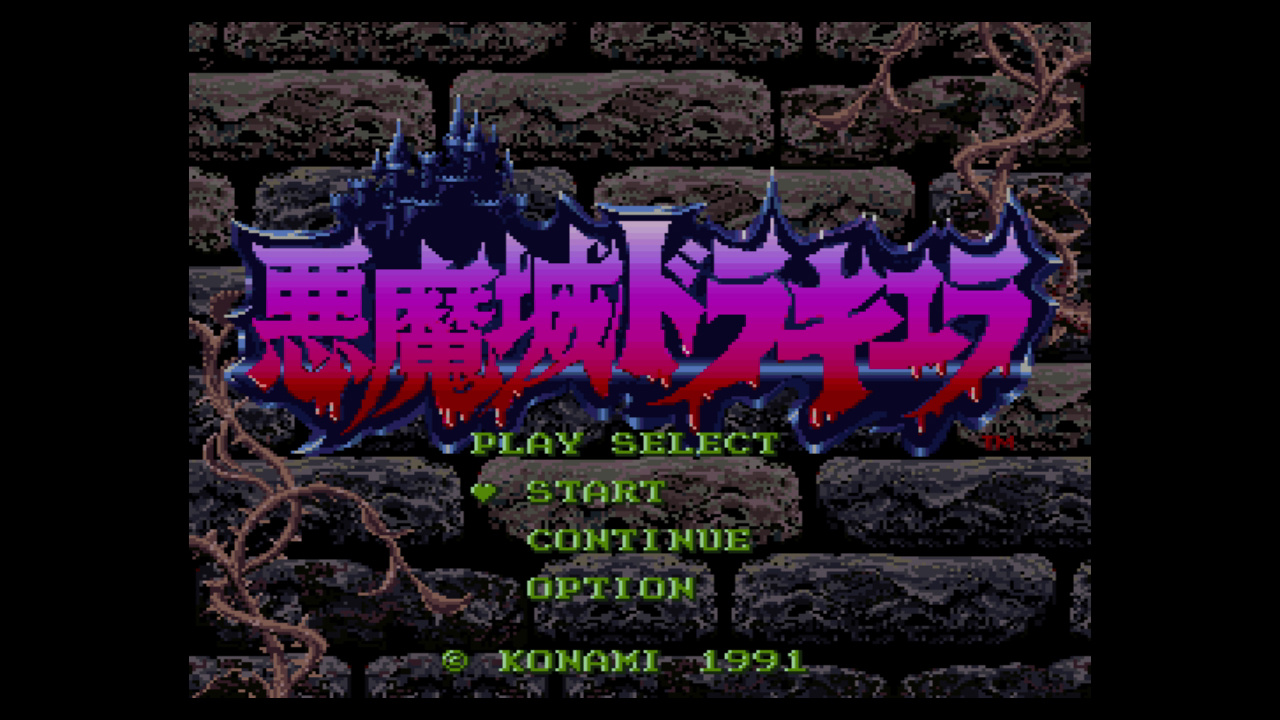 悪魔城ドラキュラ
TM
PLAY SELECT
START
CONTINUE
OPTION
© KONAMI 1991